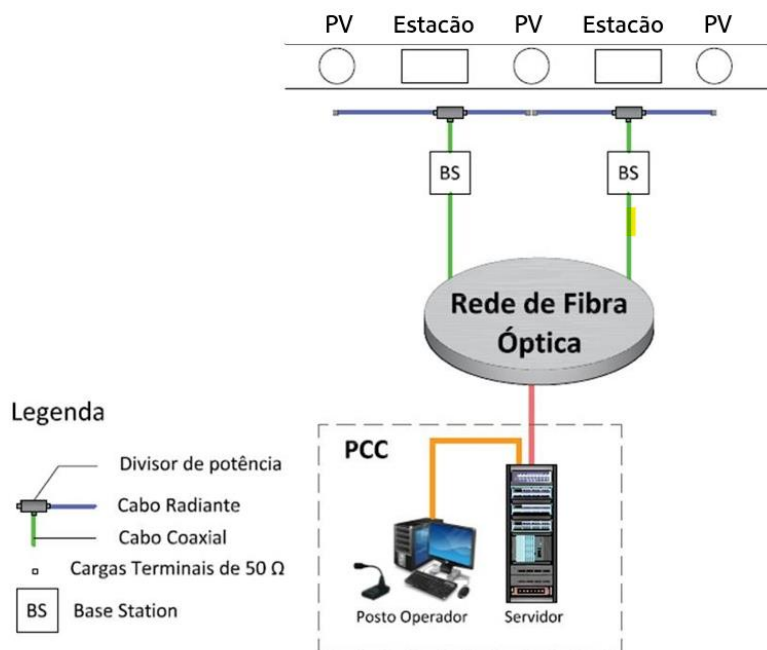 PV Estacão PV Estacão PV
BS BS
Rede de Fibra
Óptica
Legenda
Divisor de potência
Cabo Radiante
Cabo Coaxial
Cargas Terminais de 50 Ω
BS Base Station
PCC
Posto Operador Servidor